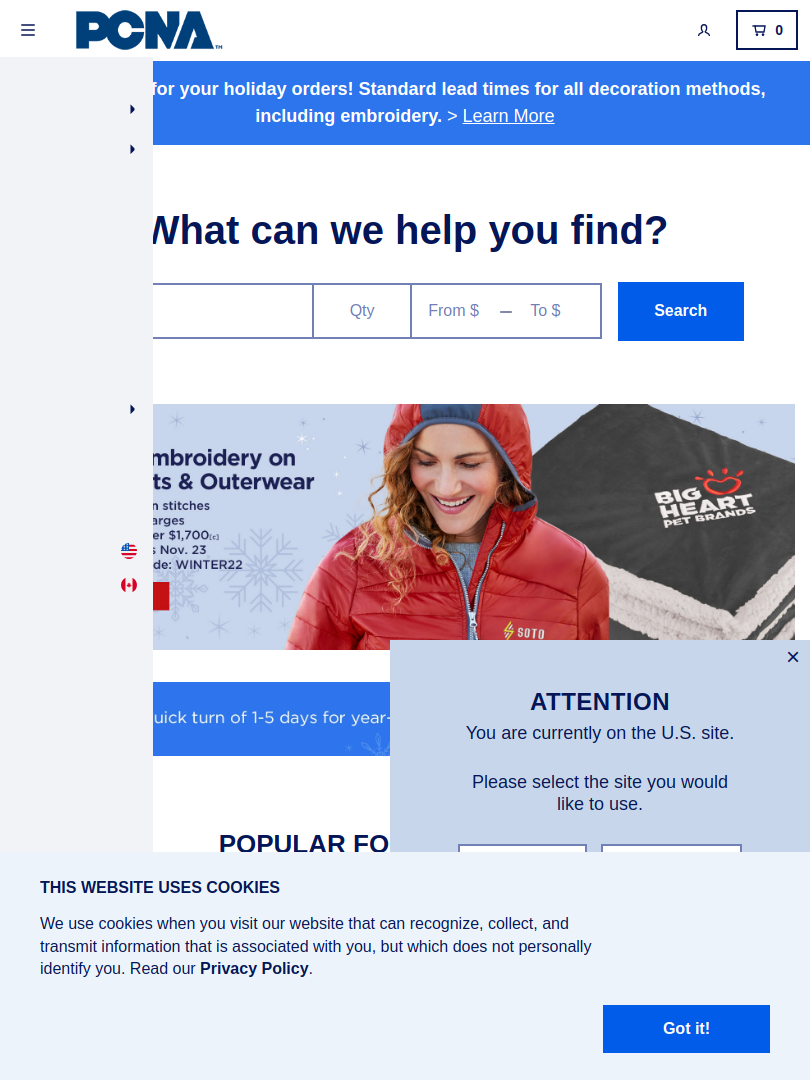 PCNA™
0
for your holiday orders! Standard lead times for all decoration methods,
including embroidery. > Learn More
What can we help you find?
Qty
From $
–
To $
Search
mbroidery on
ts & Outerwear
n stitches
arges
er $1,700[c]
s Nov. 23
de: WINTER22
BIG
HEART
PET BRANDS
SOTO
uick turn of 1-5 days for year-
×
ATTENTION
You are currently on the U.S. site.
Please select the site you would
like to use.
POPULAR FO
THIS WEBSITE USES COOKIES
We use cookies when you visit our website that can recognize, collect, and
transmit information that is associated with you, but which does not personally
identify you. Read our Privacy Policy.
Got it!